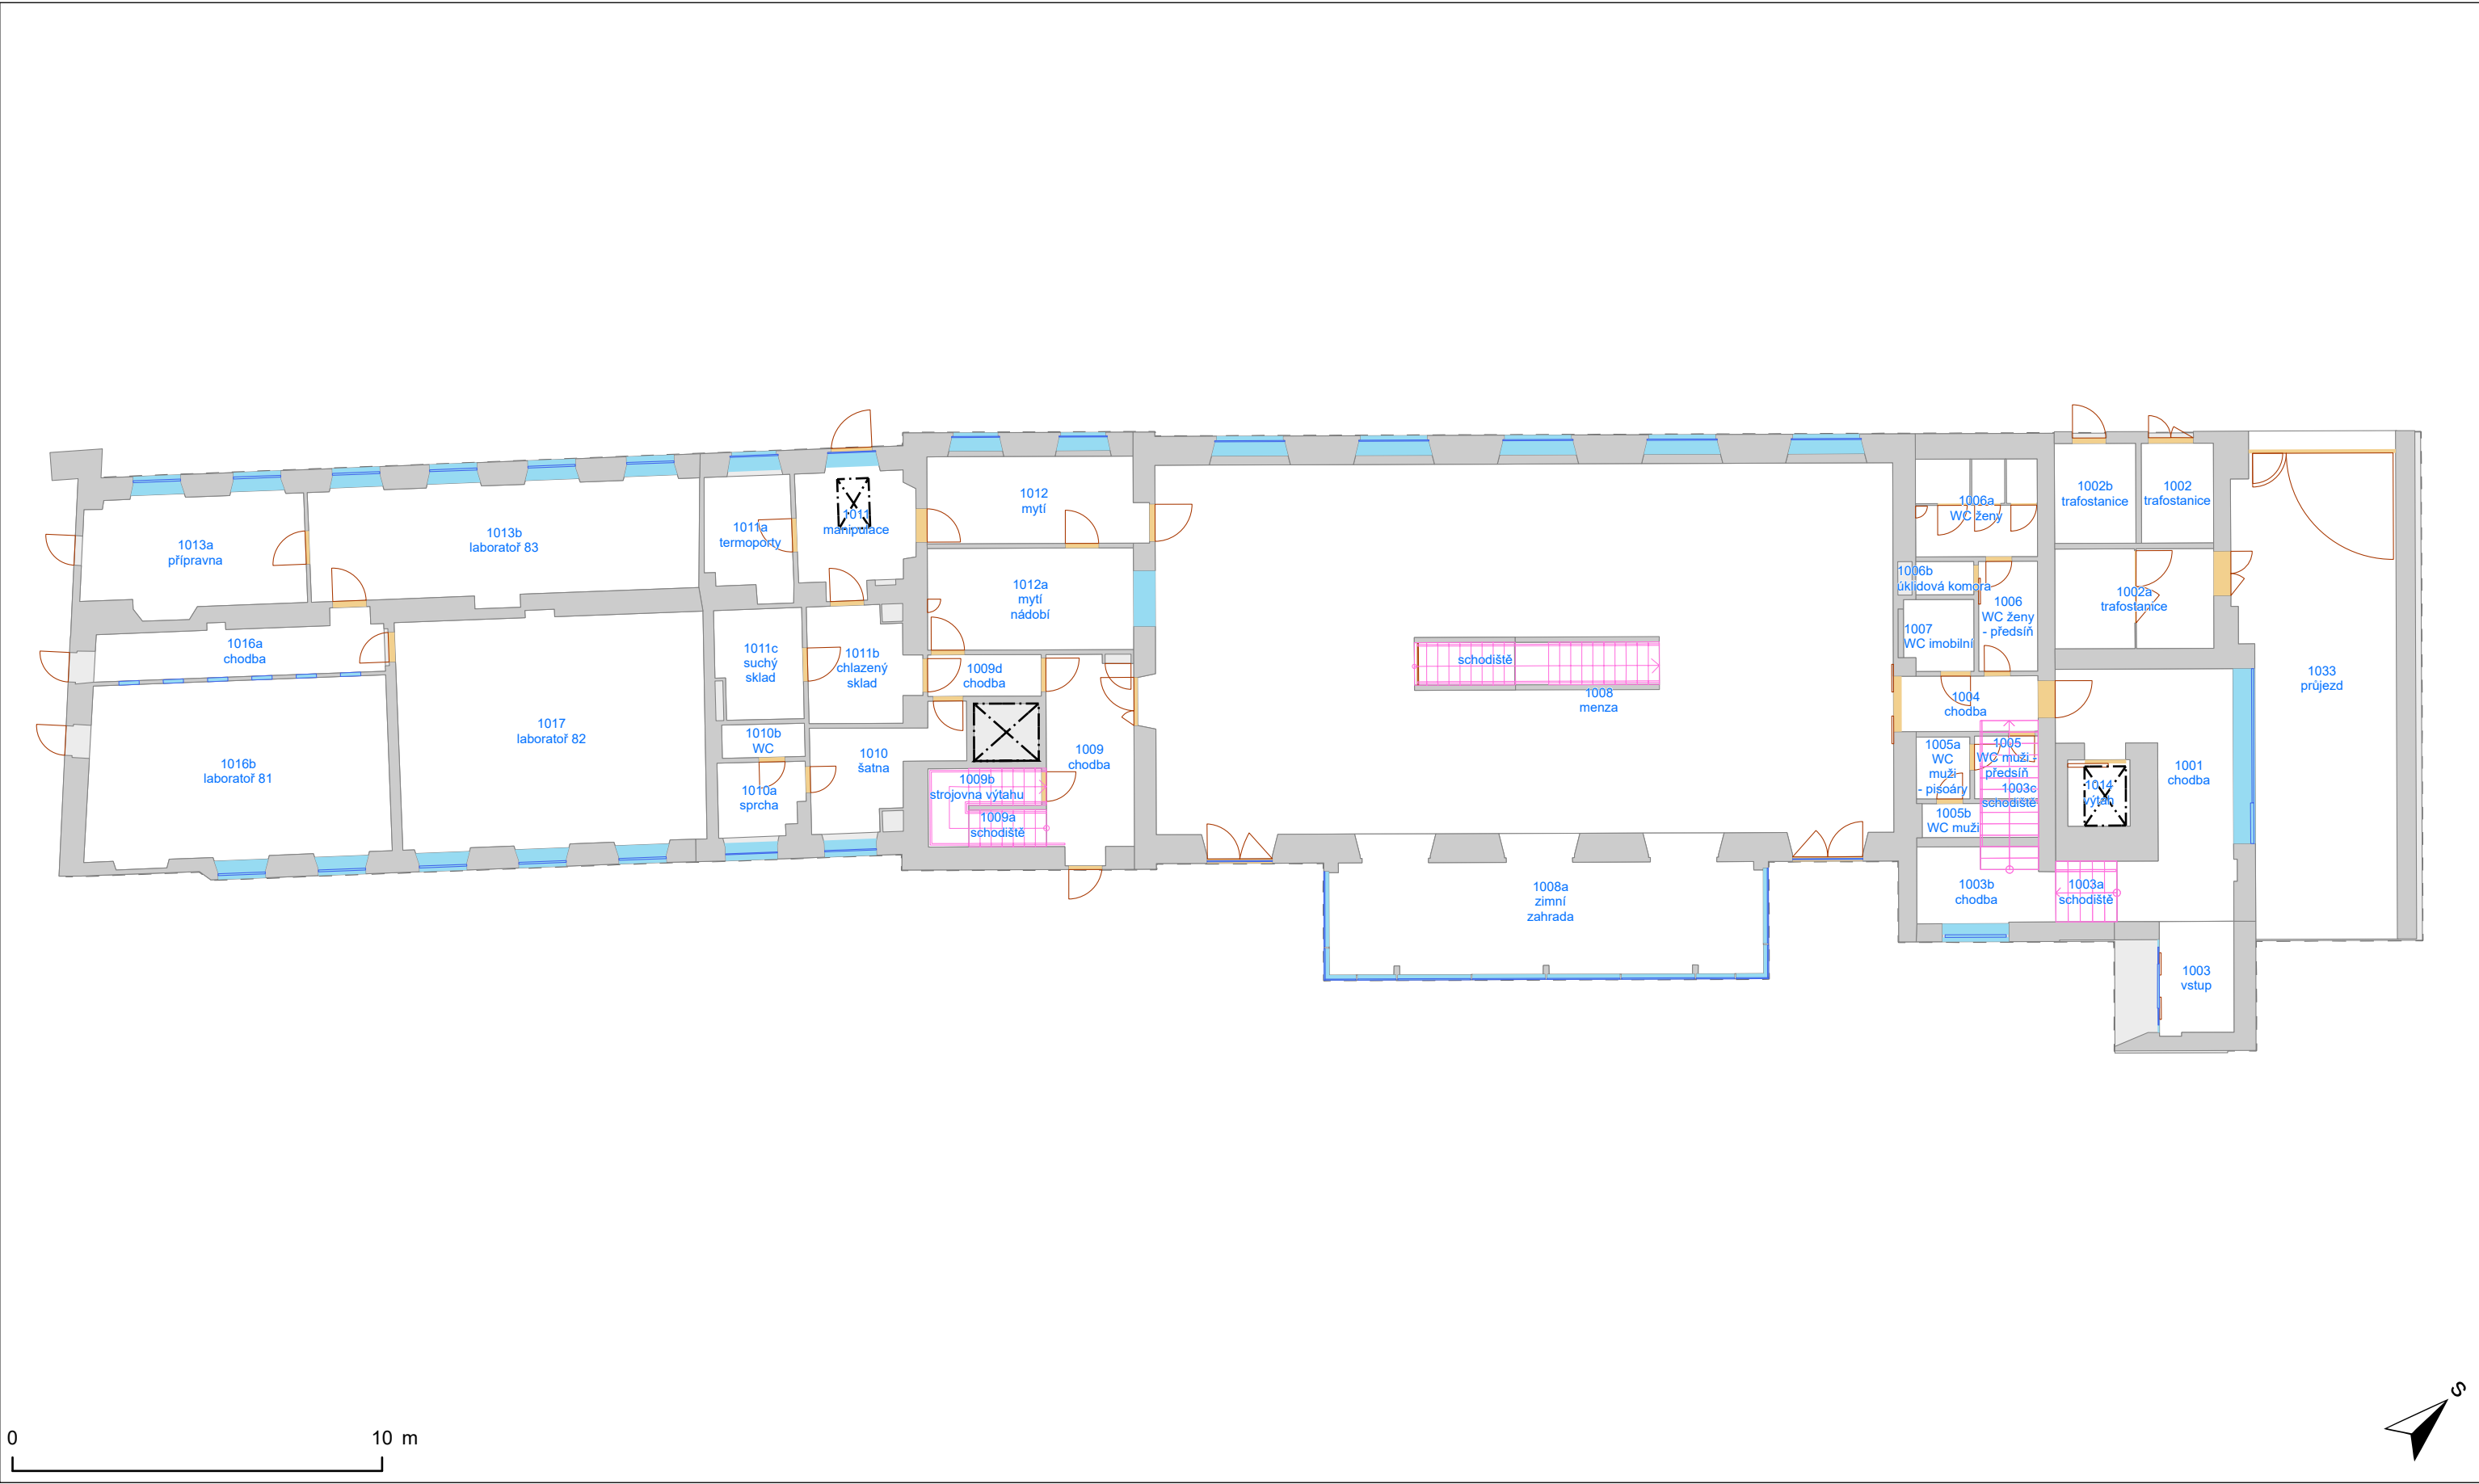 1002b
trafostanice
1002
trafostanice
1012
mytí
1006a
WC ženy
1011
manipulace
1011a
termoporty
1013b
laboratoř 83
1013a
přípravna
1012a
mytí
nádobí
1006b
úklidová komora
1006
WC ženy
- předsíň
1002a
trafostanice
1007
WC imobilní
1016a
chodba
1011c
suchý
sklad
1011b
chlazený
sklad
1009d
chodba
schodiště
1008
menza
1004
chodba
1033
průjezd
1017
laboratoř 82
1010b
WC
1010
šatna
1009
chodba
1005a
WC
muži
- pisoáry
1005
WC muži -
předsíň
1003c
schodiště
1014
výtah
1001
chodba
1016b
laboratoř 81
1010a
sprcha
1009b
strojovna výtahu
1009a
schodiště
1005b
WC muži
1008a
zimní
zahrada
1003b
chodba
1003a
schodiště
1003
vstup
S
0 10 m